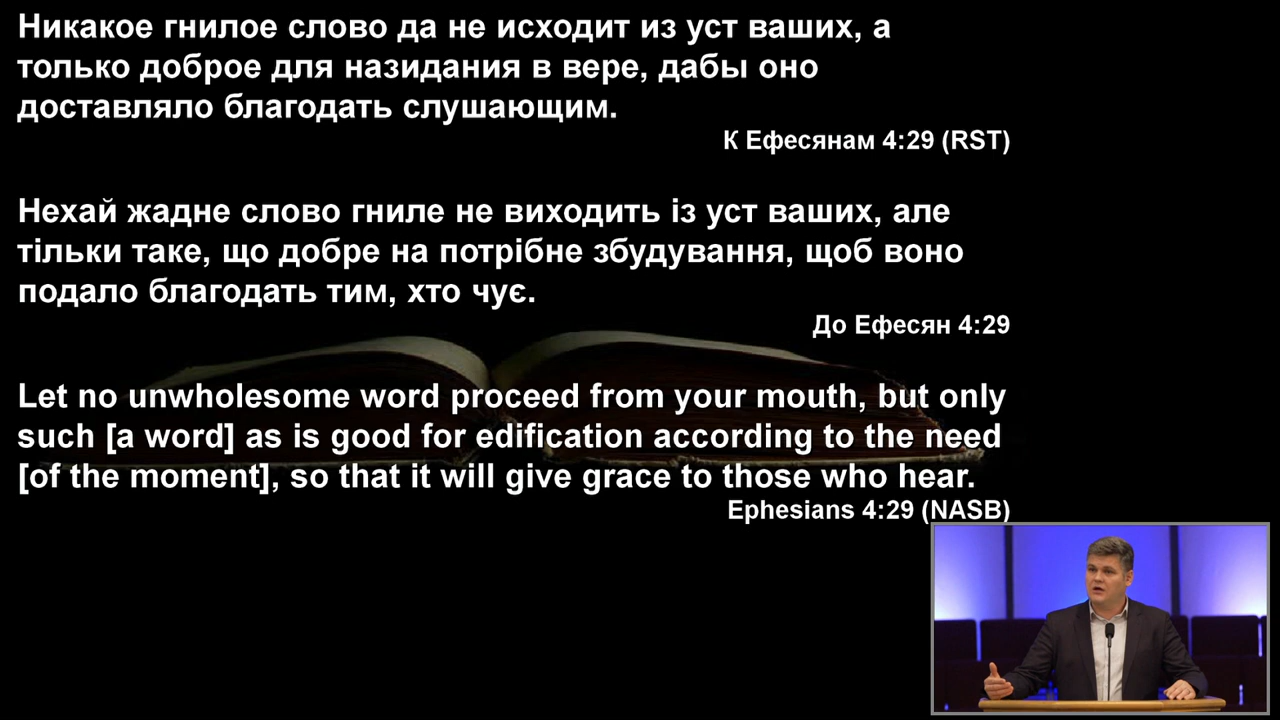 Никакое гнилое слово да не исходит из уст ваших, а
только доброе для назидания в вере, дабы оно
доставляло благодать слушающим.
К Ефесянам 4:29 (RST)
Нехай жадне слово гниле не виходить із уст ваших, але
тільки таке, що добре на потрібне збудування, щоб воно
подало благодать тим, хто чує.
До Ефесян 4:29
Let no unwholesome word proceed from your mouth, but only
such [a word] as is good for edification according to the need
[of the moment], so that it will give grace to those who hear.
Ephesians 4:29 (NASB)